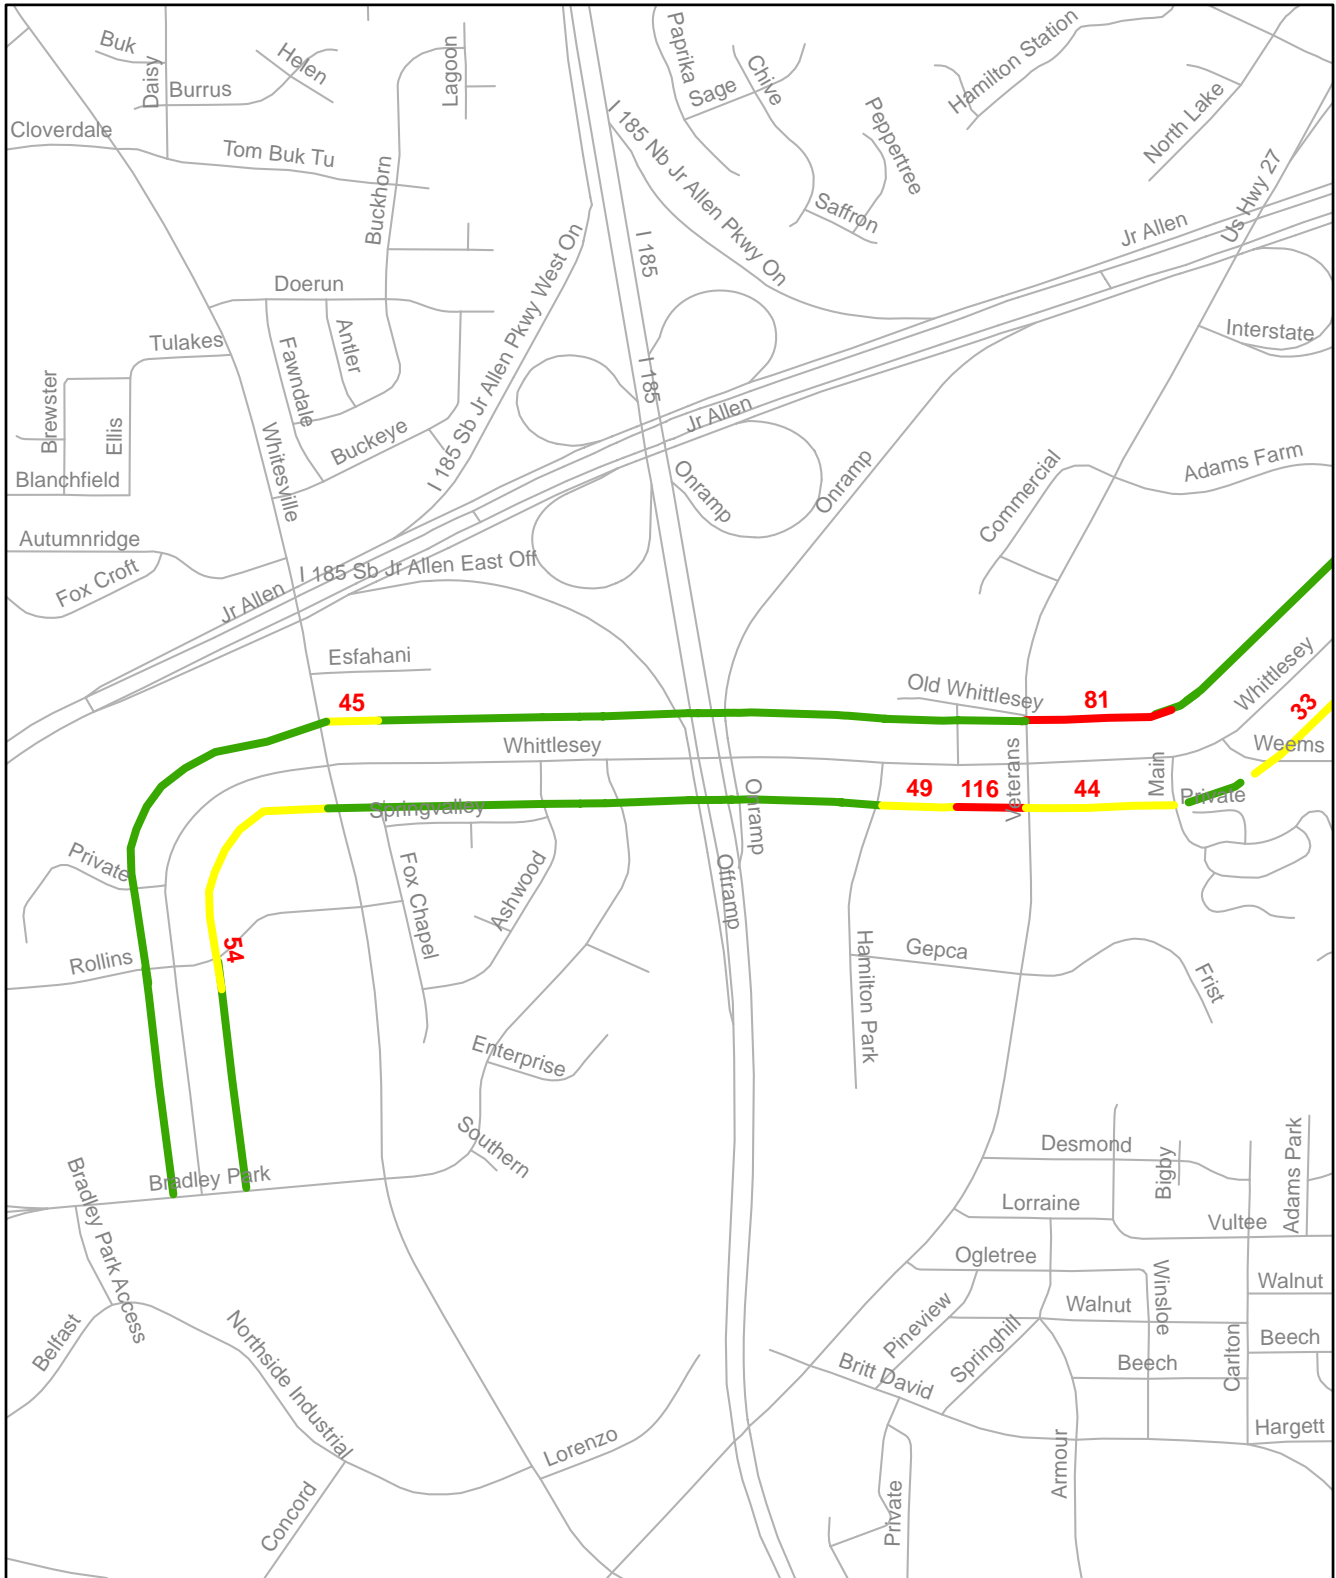 Buk
Daisy
Helen
Burrus
Lagoon
Paprika
Sage
Chive
Hamilton Station
North Lake
Cloverdale
Tom Buk Tu
Buckhorn
I 185 Nb Jr Allen Pkwy On
Peppertree
Saffron
Us Hwy 27
Jr Allen
I 185
Doerun
I 185 Sb Jr Allen Pkwy West On
Tulakes
Fawndale
Antler
Interstate
Brewster
Ellis
I 185
Jr Allen
Whitesville
Buckeye
Blanchfield
Onramp
Onramp
Commercial
Adams Farm
Autumnridge
Fox Croft
Jr Allen
I 185 Sb Jr Allen East Off
Esfahani
45
Old Whittlesey
81
Whittlesey
33
Whittlesey
Veterans
Main
Weems
Springvalley
Onramp
49
116
44
Private
Private
Fox Chapel
Ashwood
Offramp
54
Rollins
Hamilton Park
Gepca
Frist
Enterprise
Southern
Desmond
Bigby
Adams Park
Bradley Park
Bradley Park Access
Lorraine
Vultee
Ogletree
Winsloe
Walnut
Walnut
Belfast
Northside Industrial
Pineview
Springhill
Beech
Beech
Carlton
Britt David
Lorenzo
Armour
Hargett
Concord
Private